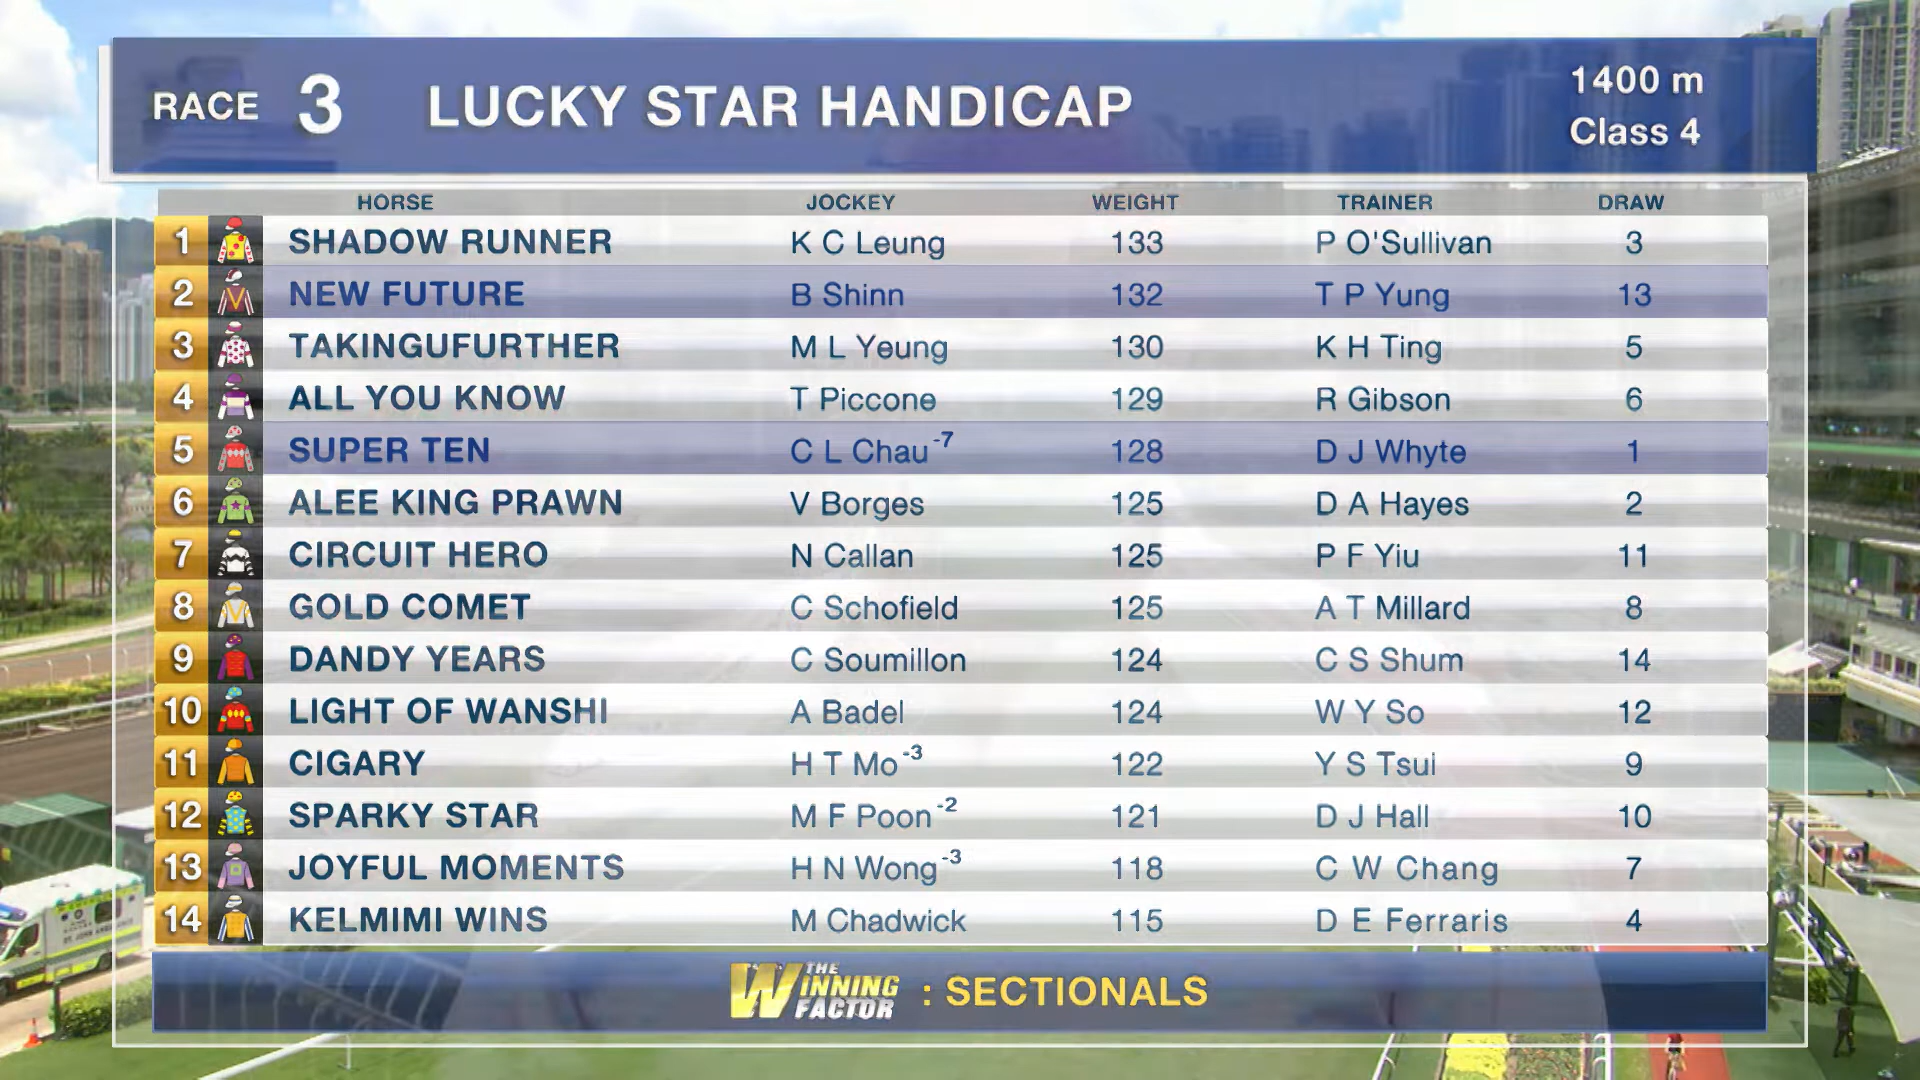 RACE 3 LUCKY STAR HANDICAP 1400 m
Class 4
HORSE JOCKEY WEIGHT TRAINER DRAW
1 SHADOW RUNNER K C Leung 133 P O'Sullivan 3
2 NEW FUTURE B Shinn 132 T P Yung 13
3 TAKINGUFURTHER M L Yeung 130 K H Ting 5
4 ALL YOU KNOW T Piccone 129 R Gibson 6
5 SUPER TEN C L Chau -7 128 D J Whyte 1
6 ALEE KING PRAWN V Borges 125 D A Hayes 2
7 CIRCUIT HERO N Callan 125 P F Yiu 11
8 GOLD COMET C Schofield 125 A T Millard 8
9 DANDY YEARS C Soumillon 124 C S Shum 14
10 LIGHT OF WANSHI A Badel 124 W Y So 12
11 CIGARY H T Mo -3 122 Y S Tsui 9
12 SPARKY STAR M F Poon -2 121 D J Hall 10
13 JOYFUL MOMENTS H N Wong -3 118 C W Chang 7
14 KELMIMI WINS M Chadwick 115 D E Ferraris 4
THE WINNING FACTOR : SECTIONALS